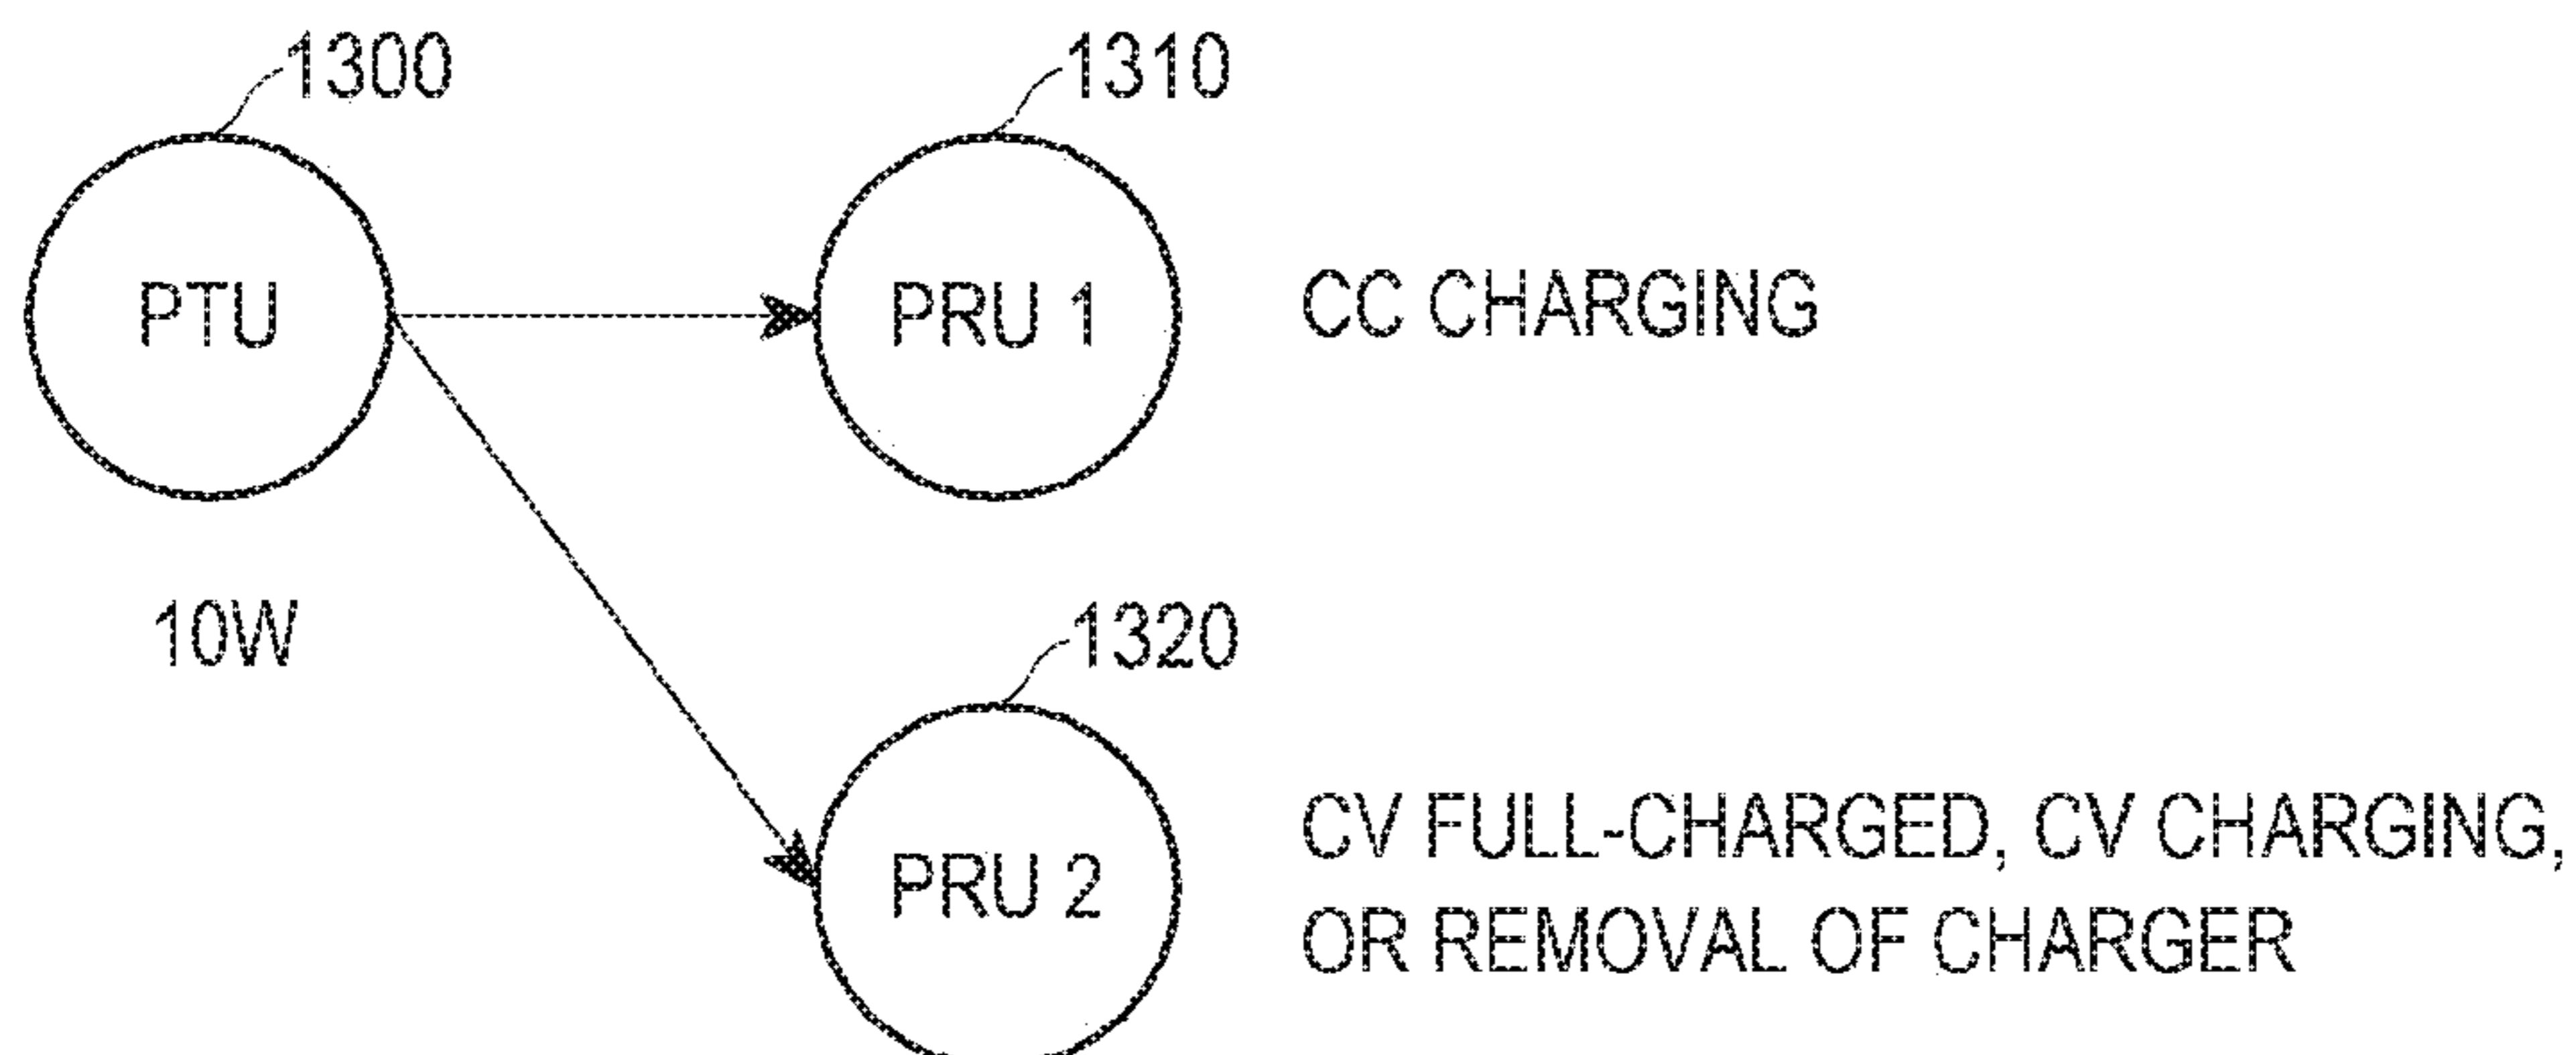 1300
1310
PTU
PRU 1
CC CHARGING
10W
1320
PRU 2
CV FULL-CHARGED, CV CHARGING,
OR REMOVAL OF CHARGER